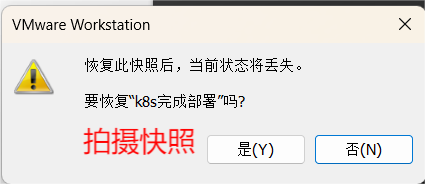 VMware Workstation
恢复此快照后，当前状态将丢失。
要恢复“k8s完成部署”吗?
拍摄快照
是(Y)
否(N)